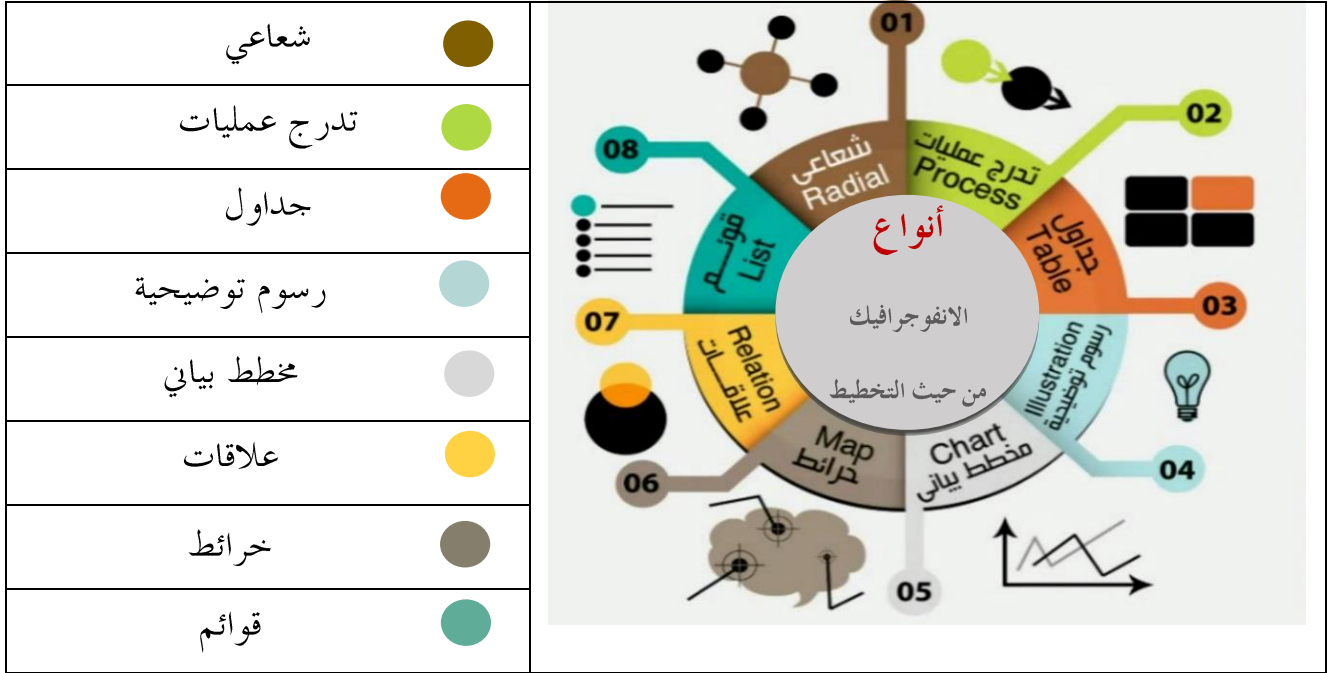 شعاعي
تدرج عمليات
جداول
رسوم توضيحية
مخطط بياني
علاقات
خرائط
قوائم
أنواع
الانفوجرافيك
من حيث التخطيط
01
شعاعى
Radial
02
تدرج عمليات
Process
03
جداول
Table
04
Illustration
رسوم توضيحية
05
Chart
مخطط بيانى
06
Map
خرائط
07
Relation
علاقــــات
08
List